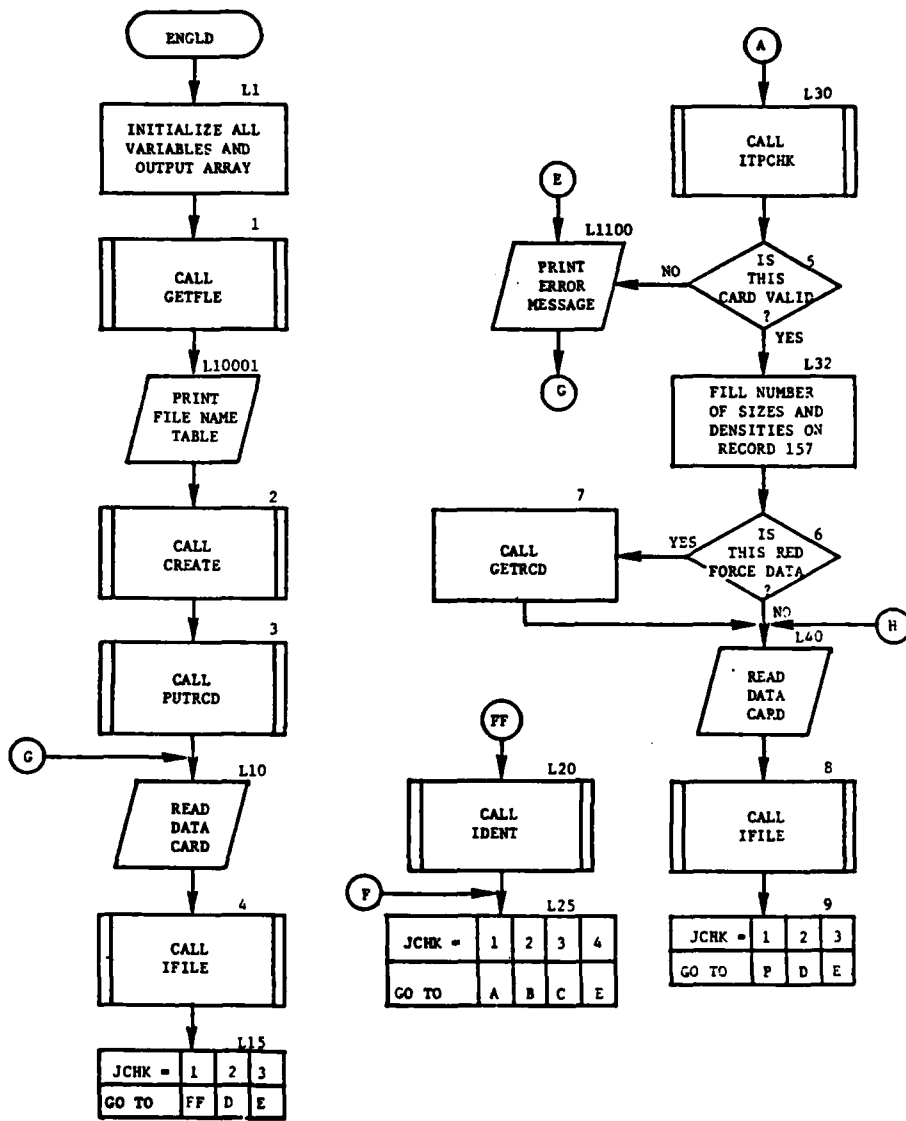 ENGLD
L1
INITIALIZE ALL
VARIABLES AND
OUTPUT ARRAY
1
CALL
GETFLE
L10001
PRINT
FILE NAME
TABLE
2
CALL
CREATE
3
CALL
PUTRCD
G
L10
READ
DATA
CARD
4
CALL
IFILE
L15
JCHK = 1 2 3
GO TO FF D E
E
L1100
PRINT
ERROR
MESSAGE
G
FF
L20
CALL
IDENT
F
L25
JCHK = 1 2 3 4
GO TO A B C E
A
L30
CALL
ITPCHK
5
IS
THIS
CARD VALID
?
NO
YES
L32
FILL NUMBER
OF SIZES AND
DENSITIES ON
RECORD 157
6
IS
THIS RED
FORCE DATA
?
YES
7
CALL
GETRCD
NO
H
L40
READ
DATA
CARD
8
CALL
IFILE
9
JCHK = 1 2 3
GO TO P D E